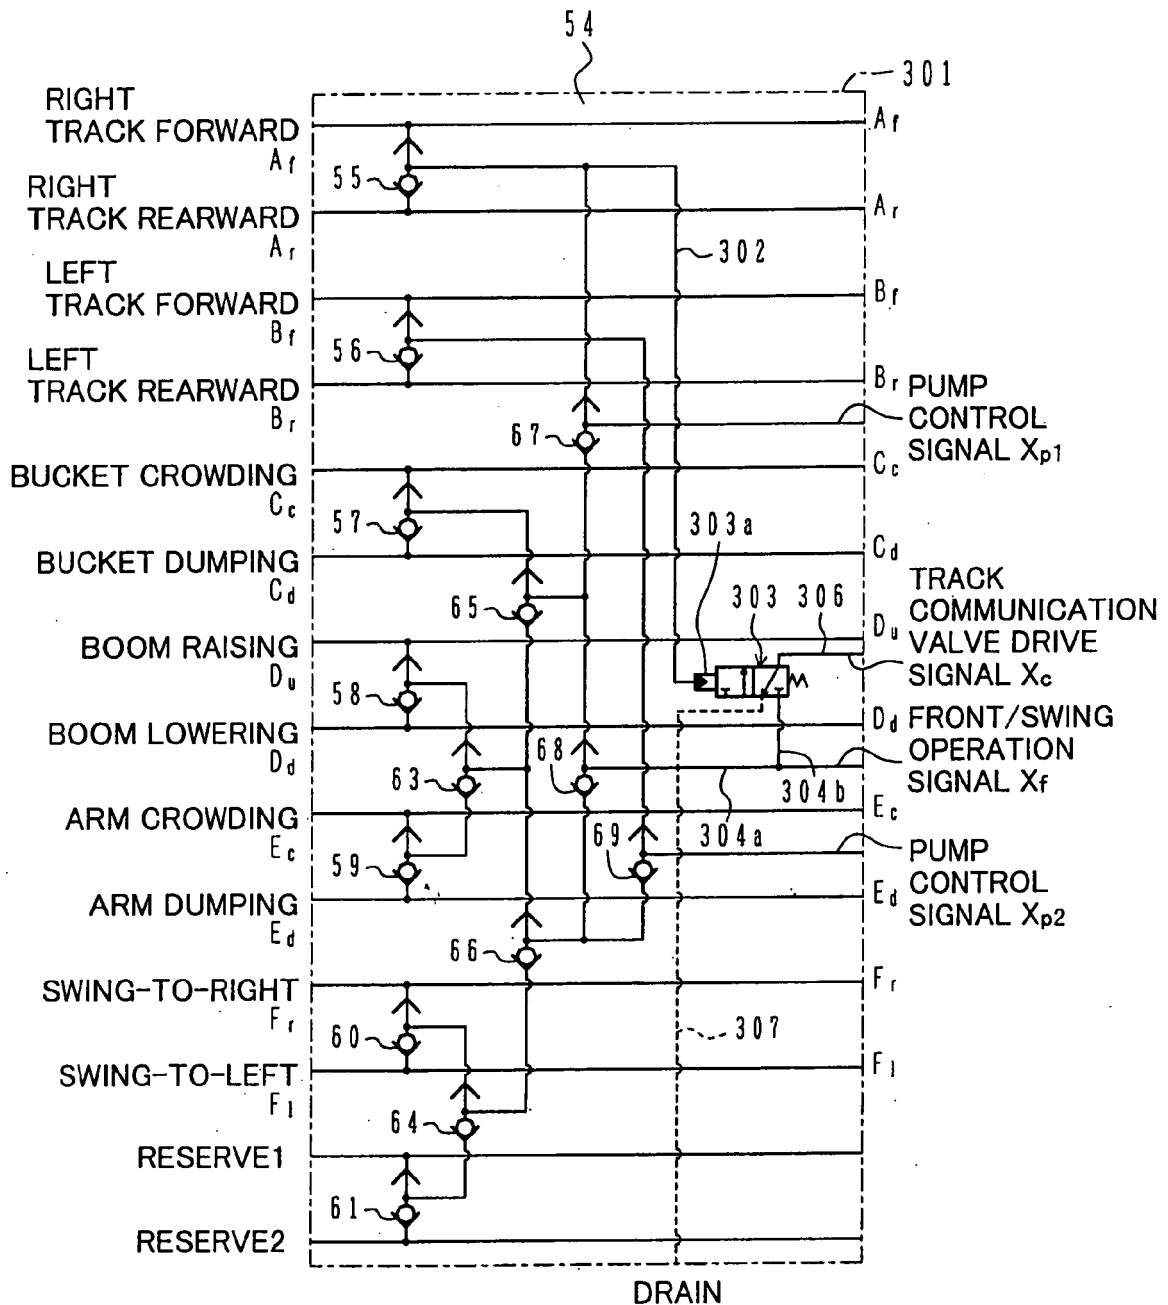 54
301
RIGHT
TRACK FORWARD
Af
Af
55
RIGHT
TRACK REARWARD
Ar
Ar
302
LEFT
TRACK FORWARD
Bf
Bf
56
LEFT
TRACK REARWARD
Br
Br
PUMP
CONTROL
SIGNAL Xp1
67
BUCKET CROWDING
Cc
Cc
57
303a
BUCKET DUMPING
Cd
Cd
65
303
306
TRACK
COMMUNICATION
VALVE DRIVE
SIGNAL Xc
BOOM RAISING
Du
Du
58
BOOM LOWERING
Dd
Dd
FRONT/SWING
OPERATION
SIGNAL Xf
63
68
304b
304a
ARM CROWDING
Ec
Ec
59
69
PUMP
CONTROL
SIGNAL Xp2
ARM DUMPING
Ed
Ed
66
SWING-TO-RIGHT
Fr
Fr
60
307
SWING-TO-LEFT
Fl
Fl
64
RESERVE1
61
RESERVE2
DRAIN